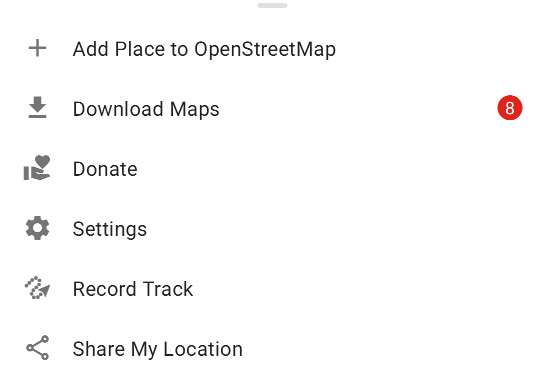 Add Place to OpenStreetMap
Download Maps 8
Donate
Settings
Record Track
Share My Location